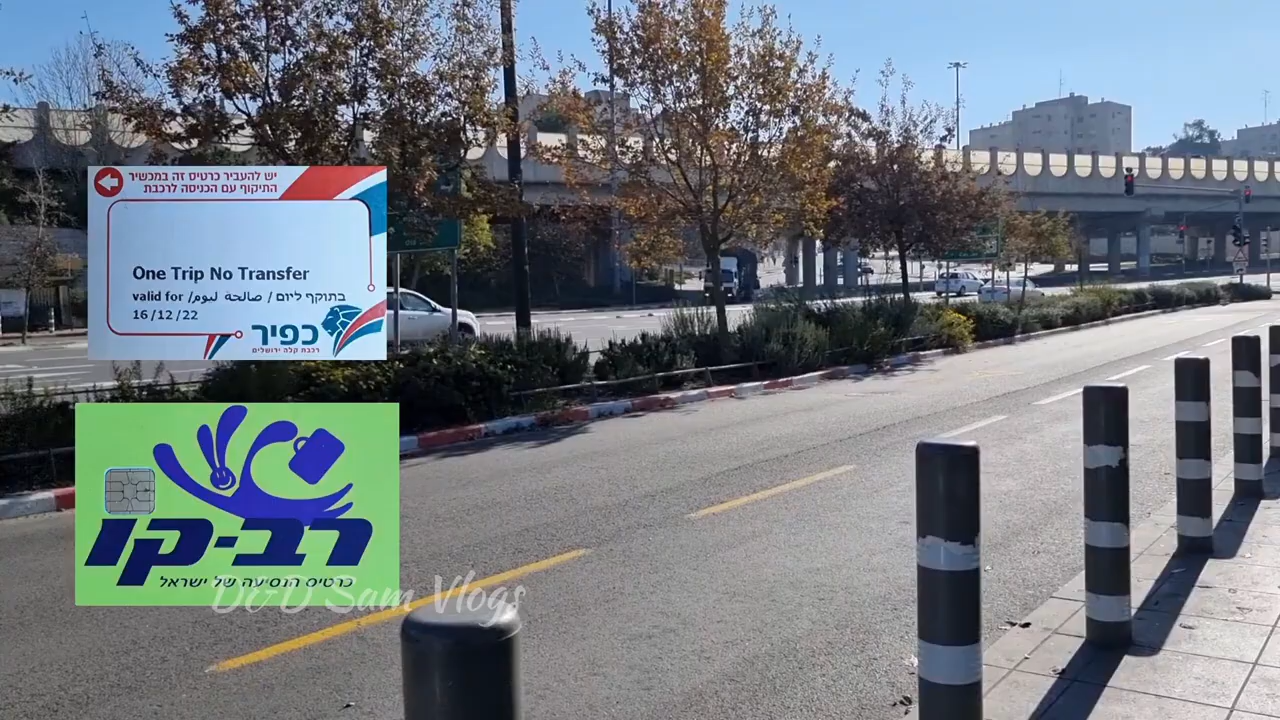 יש להעביר כרטיס זה במכשיר
התיקוף עם הכניסה לרכבת
One Trip No Transfer
valid for / صالحة ليوم / בתוקף ליום
16/12/22
כפיר
רכבת קלה ירושלים
רב-קו
כרטיס הנסיעה של ישראל
D&D Sam Vlogs